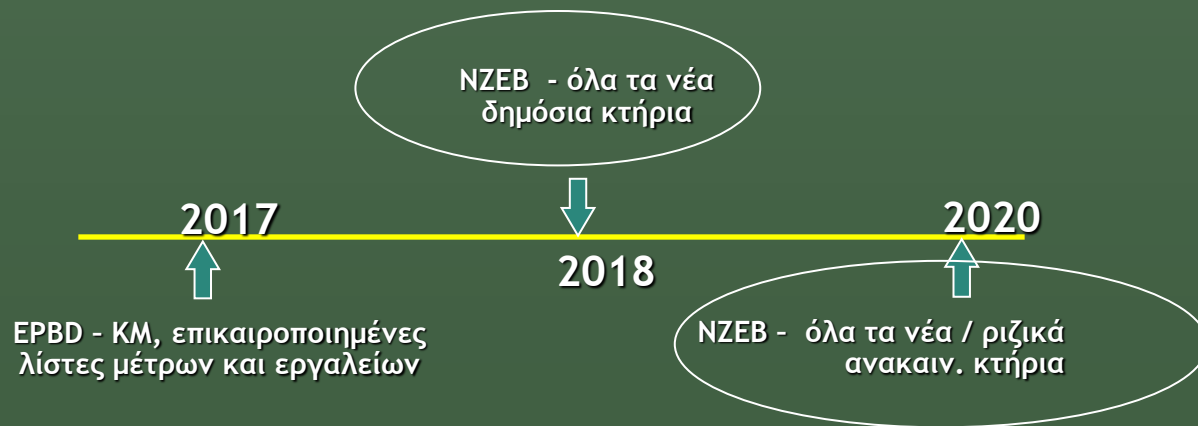 NZEB - όλα τα νέα
δημόσια κτήρια
2017
2020
2018
EPBD – ΚΜ, επικαιροποιημένες
λίστες μέτρων και εργαλείων
NZEB – όλα τα νέα / ριζικά
ανακαιν. κτήρια